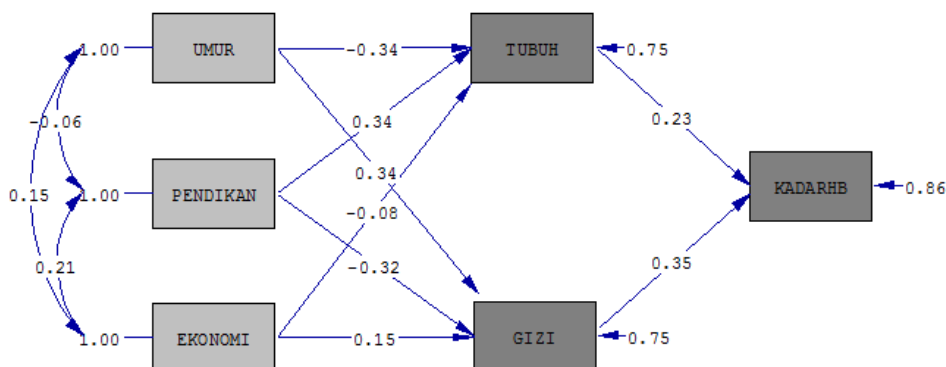 1.00 UMUR -0.34 TUBUH 0.75
-0.06 0.34 0.23
0.15 1.00 PENDIKAN 0.34 KADARHB 0.86
-0.08
0.21 -0.32 0.35
1.00 EKONOMI 0.15 GIZI 0.75